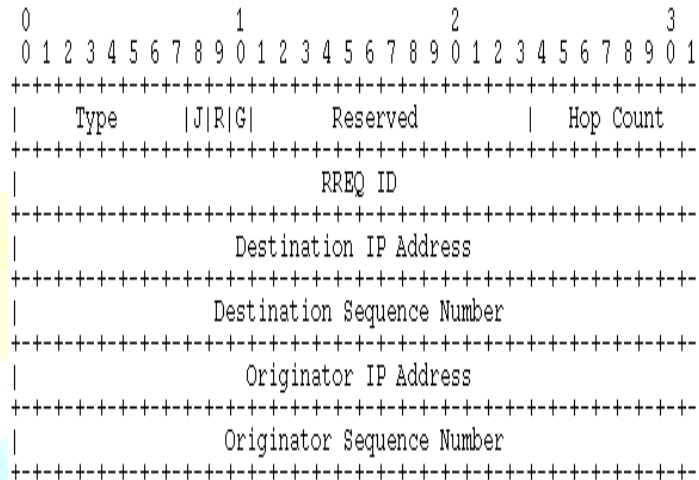 0                   1                   2                   3
0 1 2 3 4 5 6 7 8 9 0 1 2 3 4 5 6 7 8 9 0 1 2 3 4 5 6 7 8 9 0 1
+-+-+-+-+-+-+-+-+-+-+-+-+-+-+-+-+-+-+-+-+-+-+-+-+-+-+-+-+-+-+-+-
|     Type      |J|R|G|       Reserved          |   Hop Count
+-+-+-+-+-+-+-+-+-+-+-+-+-+-+-+-+-+-+-+-+-+-+-+-+-+-+-+-+-+-+-+-
|                            RREQ ID
+-+-+-+-+-+-+-+-+-+-+-+-+-+-+-+-+-+-+-+-+-+-+-+-+-+-+-+-+-+-+-+-
|                    Destination IP Address
+-+-+-+-+-+-+-+-+-+-+-+-+-+-+-+-+-+-+-+-+-+-+-+-+-+-+-+-+-+-+-+-
|                  Destination Sequence Number
+-+-+-+-+-+-+-+-+-+-+-+-+-+-+-+-+-+-+-+-+-+-+-+-+-+-+-+-+-+-+-+-
|                     Originator IP Address
+-+-+-+-+-+-+-+-+-+-+-+-+-+-+-+-+-+-+-+-+-+-+-+-+-+-+-+-+-+-+-+-
|                   Originator Sequence Number
+-+-+-+-+-+-+-+-+-+-+-+-+-+-+-+-+-+-+-+-+-+-+-+-+-+-+-+-+-+-+-+-